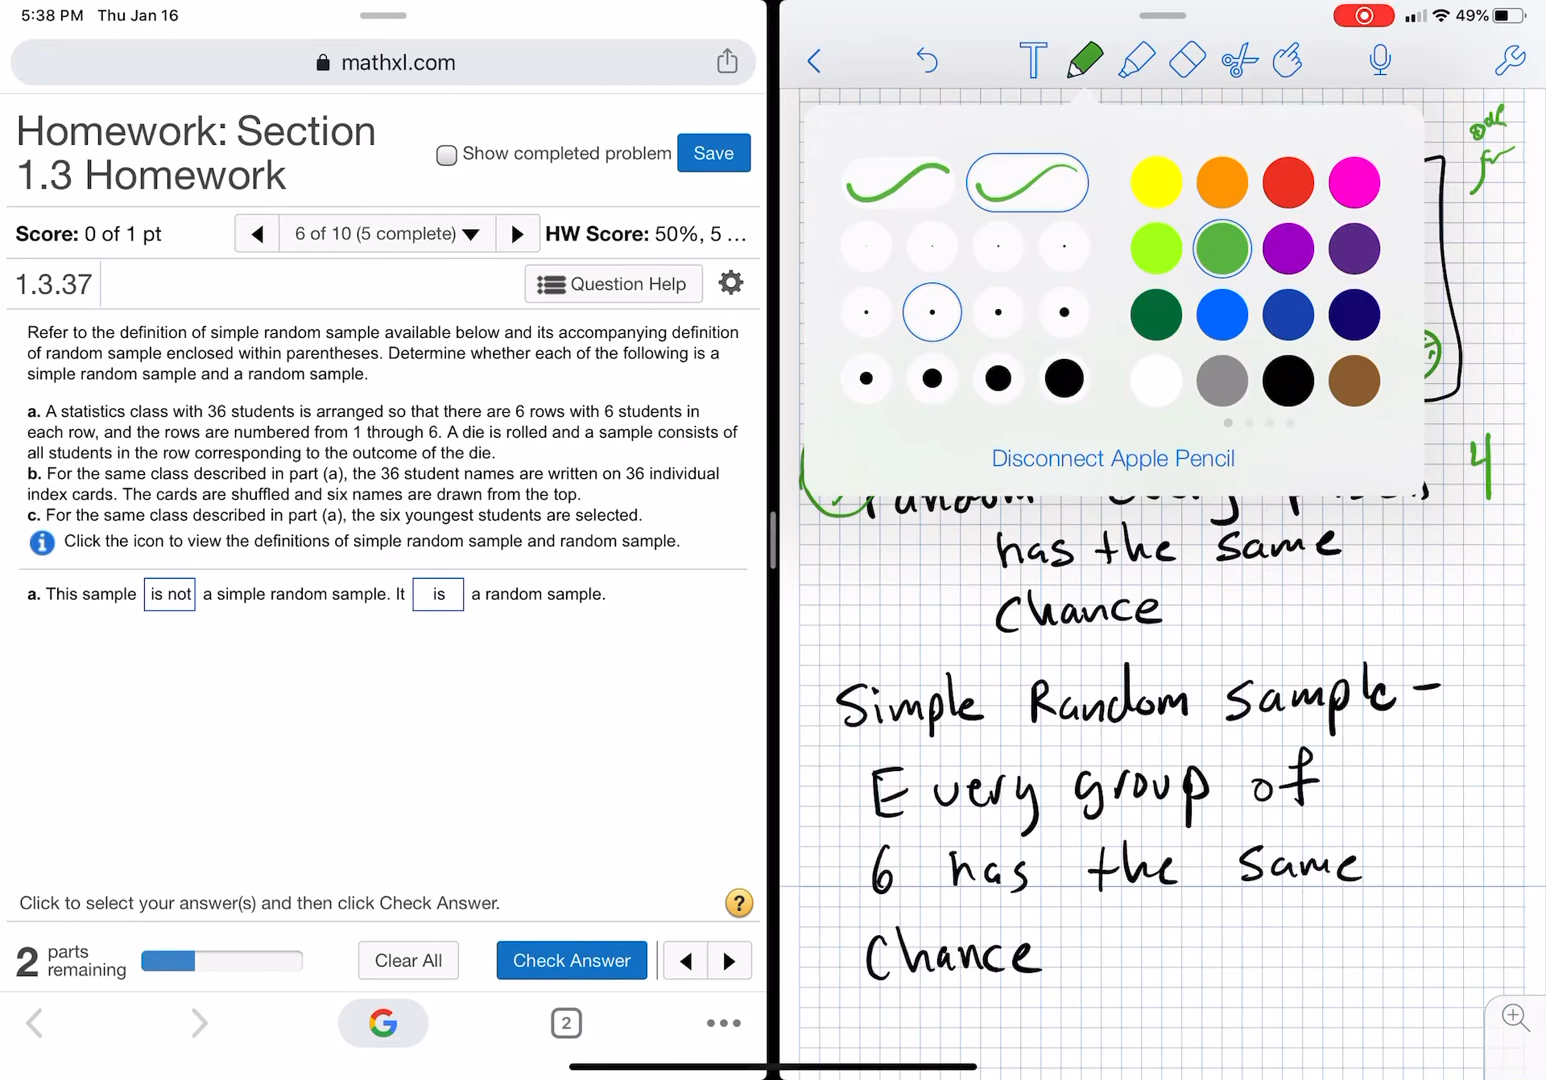 5:38 PM Thu Jan 16
49%
mathxl.com
Homework: Section
1.3 Homework
Show completed problem
Save
Score: 0 of 1 pt
6 of 10 (5 complete)
HW Score: 50%, 5 ...
1.3.37
Question Help
Refer to the definition of simple random sample available below and its accompanying definition
of random sample enclosed within parentheses. Determine whether each of the following is a
simple random sample and a random sample.
a. A statistics class with 36 students is arranged so that there are 6 rows with 6 students in
each row, and the rows are numbered from 1 through 6. A die is rolled and a sample consists of
all students in the row corresponding to the outcome of the die.
b. For the same class described in part (a), the 36 student names are written on 36 individual
index cards. The cards are shuffled and six names are drawn from the top.
c. For the same class described in part (a), the six youngest students are selected.
Click the icon to view the definitions of simple random sample and random sample.
a. This sample is not a simple random sample. It is a random sample.
Click to select your answer(s) and then click Check Answer.
?
2 parts
remaining
Clear All
Check Answer
2
T
Disconnect Apple Pencil
4
has the same
Chance
Simple Random Sample -
Every group of
6 has the same
Chance